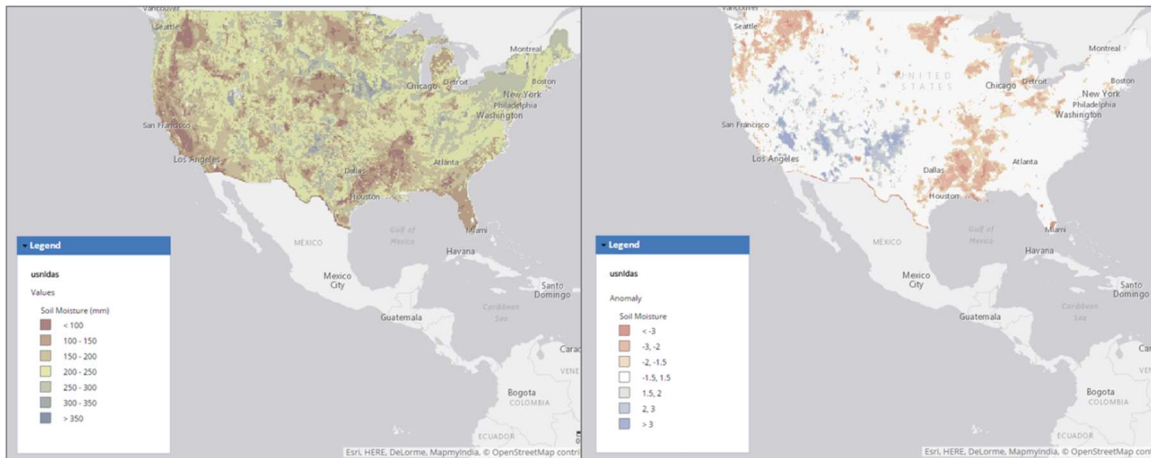 Vancouver
Seattle
Montreal
Chicago
Detroit
Boston
New York
Philadelphia
Washington
San Francisco
Los Angeles
Atlanta
Dallas
Houston
Miami
Gulf of
Mexico
MÉXICO
Havana
Mexico
City
Santo
Domingo
Caribbean
Sea
Guatemala
Carac
VENE
Bogota
COLOMBIA
ECUADOR
Legend
usnldas
Values
Soil Moisture (mm)
< 100
100 - 150
150 - 200
200 - 250
250 - 300
300 - 350
> 350
Esri, HERE, DeLorme, MapmyIndia, © OpenStreetMap contri
Vancouver
Seattle
Montreal
UNITED
STATES
Chicago
Detroit
Boston
New York
Philadelphia
Washington
San Francisco
Los Angeles
Atlanta
Dallas
Houston
Miami
Gulf of
Mexico
MÉXICO
Havana
Mexico
City
Santo
Domingo
Caribbean
Sea
Guatemala
Car
VE
Bogota
COLOMBIA
ECUADOR
Legend
usnldas
Anomaly
Soil Moisture
< -3
-3, -2
-2, -1.5
-1.5, 1.5
1.5, 2
2, 3
> 3
Esri, HERE, DeLorme, MapmyIndia, © OpenStreetMap contri